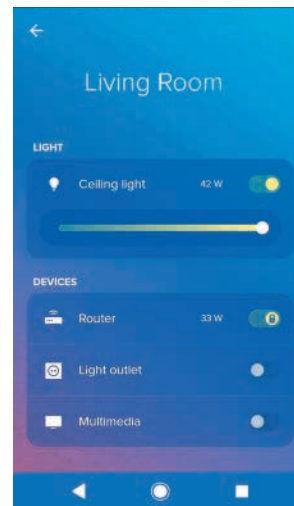 Living Room
LIGHT
Ceiling light 42 W
DEVICES
Router 33 W
Light outlet
Multimedia